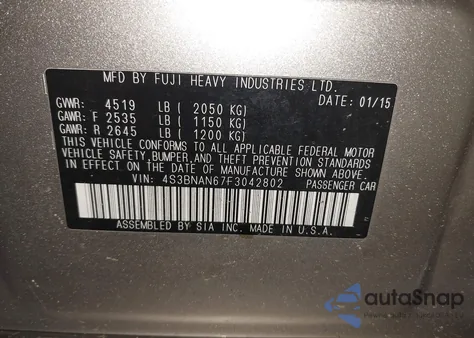 MFD BY FUJI HEAVY INDUSTRIES LTD.
DATE: 01/15
GVWR: 4519 LB ( 2050 KG)
GAWR: F 2535 LB ( 1150 KG)
GAWR: R 2645 LB ( 1200 KG)
THIS VEHICLE CONFORMS TO ALL APPLICABLE FEDERAL MOTOR
VEHICLE SAFETY, BUMPER, AND THEFT PREVENTION STANDARDS
IN EFFECT ON THE DATE OF MANUFACTURE SHOWN ABOVE.
VIN: 4S3BNAN67F3042802 PASSENGER CAR
ASSEMBLED BY SIA INC. MADE IN U.S.A.
autoSnap